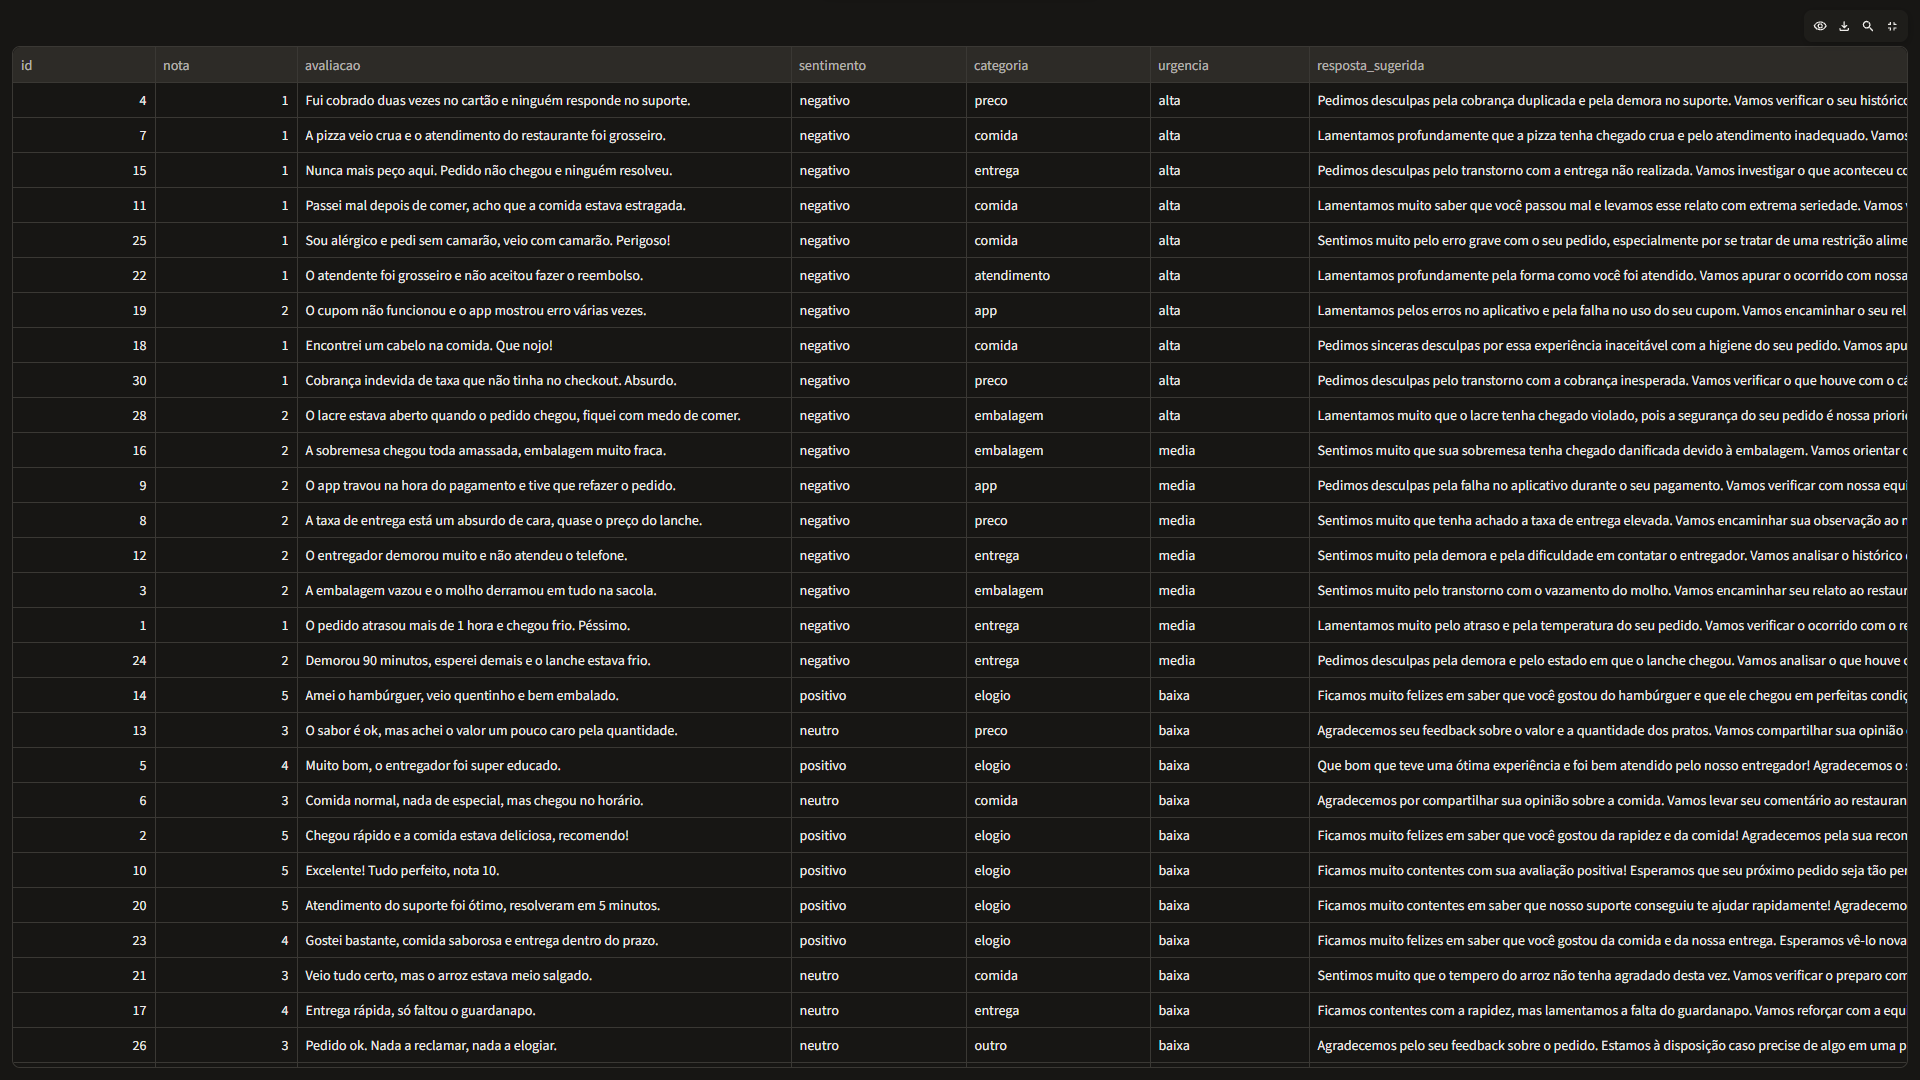 id nota avaliacao sentimento categoria urgencia resposta_sugerida
4 1 Fui cobrado duas vezes no cartão e ninguém responde no suporte. negativo preco alta Pedimos desculpas pela cobrança duplicada e pela demora no suporte. Vamos verificar o seu histórico
7 1 A pizza veio crua e o atendimento do restaurante foi grosseiro. negativo comida alta Lamentamos profundamente que a pizza tenha chegado crua e pelo atendimento inadequado. Vamos
15 1 Nunca mais peço aqui. Pedido não chegou e ninguém resolveu. negativo entrega alta Pedimos desculpas pelo transtorno com a entrega não realizada. Vamos investigar o que aconteceu
11 1 Passei mal depois de comer, acho que a comida estava estragada. negativo comida alta Lamentamos muito saber que você passou mal e levamos esse relato com extrema seriedade. Vamos
25 1 Sou alérgico e pedi sem camarão, veio com camarão. Perigoso! negativo comida alta Sentimos muito pelo erro grave com o seu pedido, especialmente por se tratar de uma restrição alime
22 1 O atendente foi grosseiro e não aceitou fazer o reembolso. negativo atendimento alta Lamentamos profundamente pela forma como você foi atendido. Vamos apurar o ocorrido com nossa
19 2 O cupom não funcionou e o app mostrou erro várias vezes. negativo app alta Lamentamos pelos erros no aplicativo e pela falha no uso do seu cupom. Vamos encaminhar o seu rel
18 1 Encontrei um cabelo na comida. Que nojo! negativo comida alta Pedimos sinceras desculpas por essa experiência inaceitável com a higiene do seu pedido. Vamos apu
30 1 Cobrança indevida de taxa que não tinha no checkout. Absurdo. negativo preco alta Pedimos desculpas pelo transtorno com a cobrança inesperada. Vamos verificar o que houve com o
28 2 O lacre estava aberto quando o pedido chegou, fiquei com medo de comer. negativo embalagem alta Lamentamos muito que o lacre tenha chegado violado, pois a segurança do seu pedido é nossa
16 2 A sobremesa chegou toda amassada, embalagem muito fraca. negativo embalagem media Sentimos muito que sua sobremesa tenha chegado danificada devido à embalagem. Vamos orientar
9 2 O app travou na hora do pagamento e tive que refazer o pedido. negativo app media Pedimos desculpas pela falha no aplicativo durante o seu pagamento. Vamos verificar com nossa equi
8 2 A taxa de entrega está um absurdo de cara, quase o preço do lanche. negativo preco media Sentimos muito que tenha achado a taxa de entrega elevada. Vamos encaminhar sua observação ao
12 2 O entregador demorou muito e não atendeu o telefone. negativo entrega media Sentimos muito pela demora e pela dificuldade em contatar o entregador. Vamos analisar o histórico
3 2 A embalagem vazou e o molho derramou em tudo na sacola. negativo embalagem media Sentimos muito pelo transtorno com o vazamento do molho. Vamos encaminhar seu relato ao restaur
1 1 O pedido atrasou mais de 1 hora e chegou frio. Péssimo. negativo entrega media Lamentamos muito pelo atraso e pela temperatura do seu pedido. Vamos verificar o ocorrido com o
24 2 Demorou 90 minutos, esperei demais e o lanche estava frio. negativo entrega media Pedimos desculpas pela demora e pelo estado em que o lanche chegou. Vamos analisar o que houve
14 5 Amei o hambúrguer, veio quentinho e bem embalado. positivo elogio baixa Ficamos muito felizes em saber que você gostou do hambúrguer e que ele chegou em perfeitas
13 3 O sabor é ok, mas achei o valor um pouco caro pela quantidade. neutro preco baixa Agradecemos seu feedback sobre o valor e a quantidade dos pratos. Vamos compartilhar sua opinião
5 4 Muito bom, o entregador foi super educado. positivo elogio baixa Que bom que teve uma ótima experiência e foi bem atendido pelo nosso entregador! Agradecemos o
6 3 Comida normal, nada de especial, mas chegou no horário. neutro comida baixa Agradecemos por compartilhar sua opinião sobre a comida. Vamos levar seu comentário ao restauran
2 5 Chegou rápido e a comida estava deliciosa, recomendo! positivo elogio baixa Ficamos muito felizes em saber que você gostou da rapidez e da comida! Agradecemos pela sua recon
10 5 Excelente! Tudo perfeito, nota 10. positivo elogio baixa Ficamos muito contentes com sua avaliação positiva! Esperamos que seu próximo pedido seja tão
20 5 Atendimento do suporte foi ótimo, resolveram em 5 minutos. positivo elogio baixa Ficamos muito contentes em saber que nosso suporte conseguiu te ajudar rapidamente! Agradecemo
23 4 Gostei bastante, comida saborosa e entrega dentro do prazo. positivo elogio baixa Ficamos muito felizes em saber que você gostou da comida e da nossa entrega. Esperamos vê-lo nova
21 3 Veio tudo certo, mas o arroz estava meio salgado. neutro comida baixa Sentimos muito que o tempero do arroz não tenha agradado desta vez. Vamos verificar o preparo
17 4 Entrega rápida, só faltou o guardanapo. neutro entrega baixa Ficamos contentes com a rapidez, mas lamentamos a falta do guardanapo. Vamos reforçar com a equ
26 3 Pedido ok. Nada a reclamar, nada a elogiar. neutro outro baixa Agradecemos pelo seu feedback sobre o pedido. Estamos à disposição caso precise de algo em uma